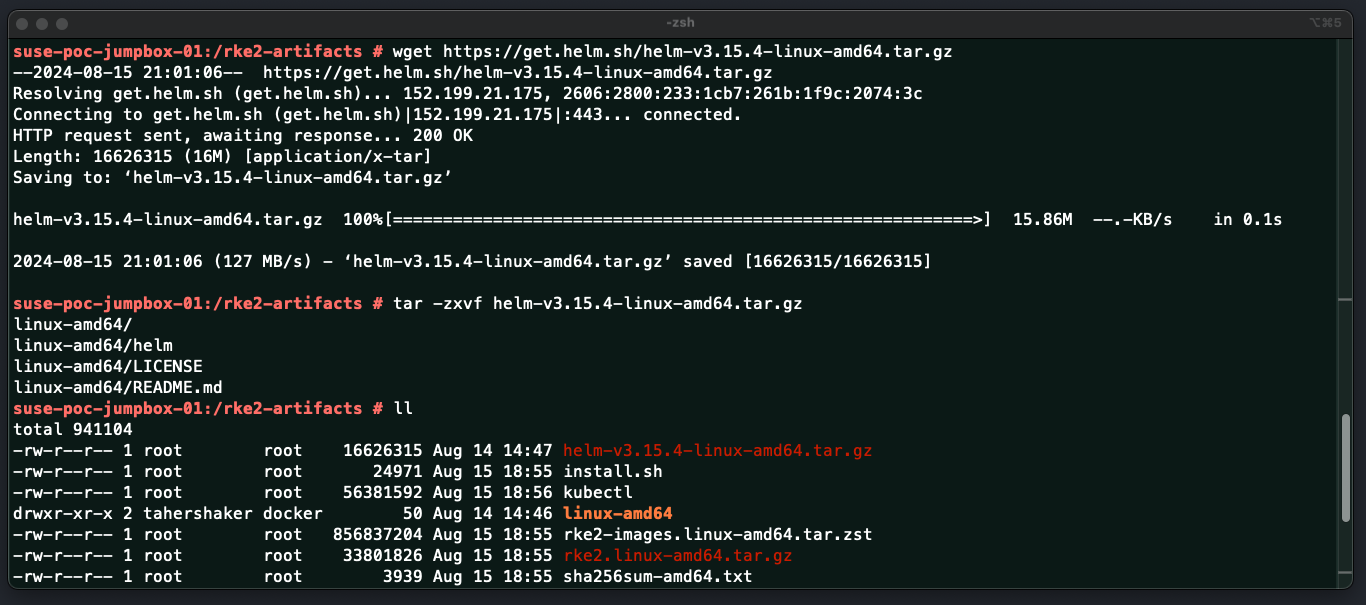 -zsh
⌥⌘5
suse-poc-jumpbox-01:/rke2-artifacts # wget https://get.helm.sh/helm-v3.15.4-linux-amd64.tar.gz
--2024-08-15 21:01:06--  https://get.helm.sh/helm-v3.15.4-linux-amd64.tar.gz
Resolving get.helm.sh (get.helm.sh)... 152.199.21.175, 2606:2800:233:1cb7:261b:1f9c:2074:3c
Connecting to get.helm.sh (get.helm.sh)|152.199.21.175|:443... connected.
HTTP request sent, awaiting response... 200 OK
Length: 16626315 (16M) [application/x-tar]
Saving to: ‘helm-v3.15.4-linux-amd64.tar.gz’
helm-v3.15.4-linux-amd64.tar.gz  100%[==========================================================>]  15.86M  --.-KB/s    in 0.1s
2024-08-15 21:01:06 (127 MB/s) - ‘helm-v3.15.4-linux-amd64.tar.gz’ saved [16626315/16626315]
suse-poc-jumpbox-01:/rke2-artifacts # tar -zxvf helm-v3.15.4-linux-amd64.tar.gz
linux-amd64/
linux-amd64/helm
linux-amd64/LICENSE
linux-amd64/README.md
suse-poc-jumpbox-01:/rke2-artifacts # ll
total 941104
-rw-r--r-- 1 root        root    16626315 Aug 14 14:47 helm-v3.15.4-linux-amd64.tar.gz
-rw-r--r-- 1 root        root       24971 Aug 15 18:55 install.sh
-rw-r--r-- 1 root        root    56381592 Aug 15 18:56 kubectl
drwxr-xr-x 2 tahershaker docker        50 Aug 14 14:46 linux-amd64
-rw-r--r-- 1 root        root   856837204 Aug 15 18:55 rke2-images.linux-amd64.tar.zst
-rw-r--r-- 1 root        root    33801826 Aug 15 18:55 rke2.linux-amd64.tar.gz
-rw-r--r-- 1 root        root        3939 Aug 15 18:55 sha256sum-amd64.txt